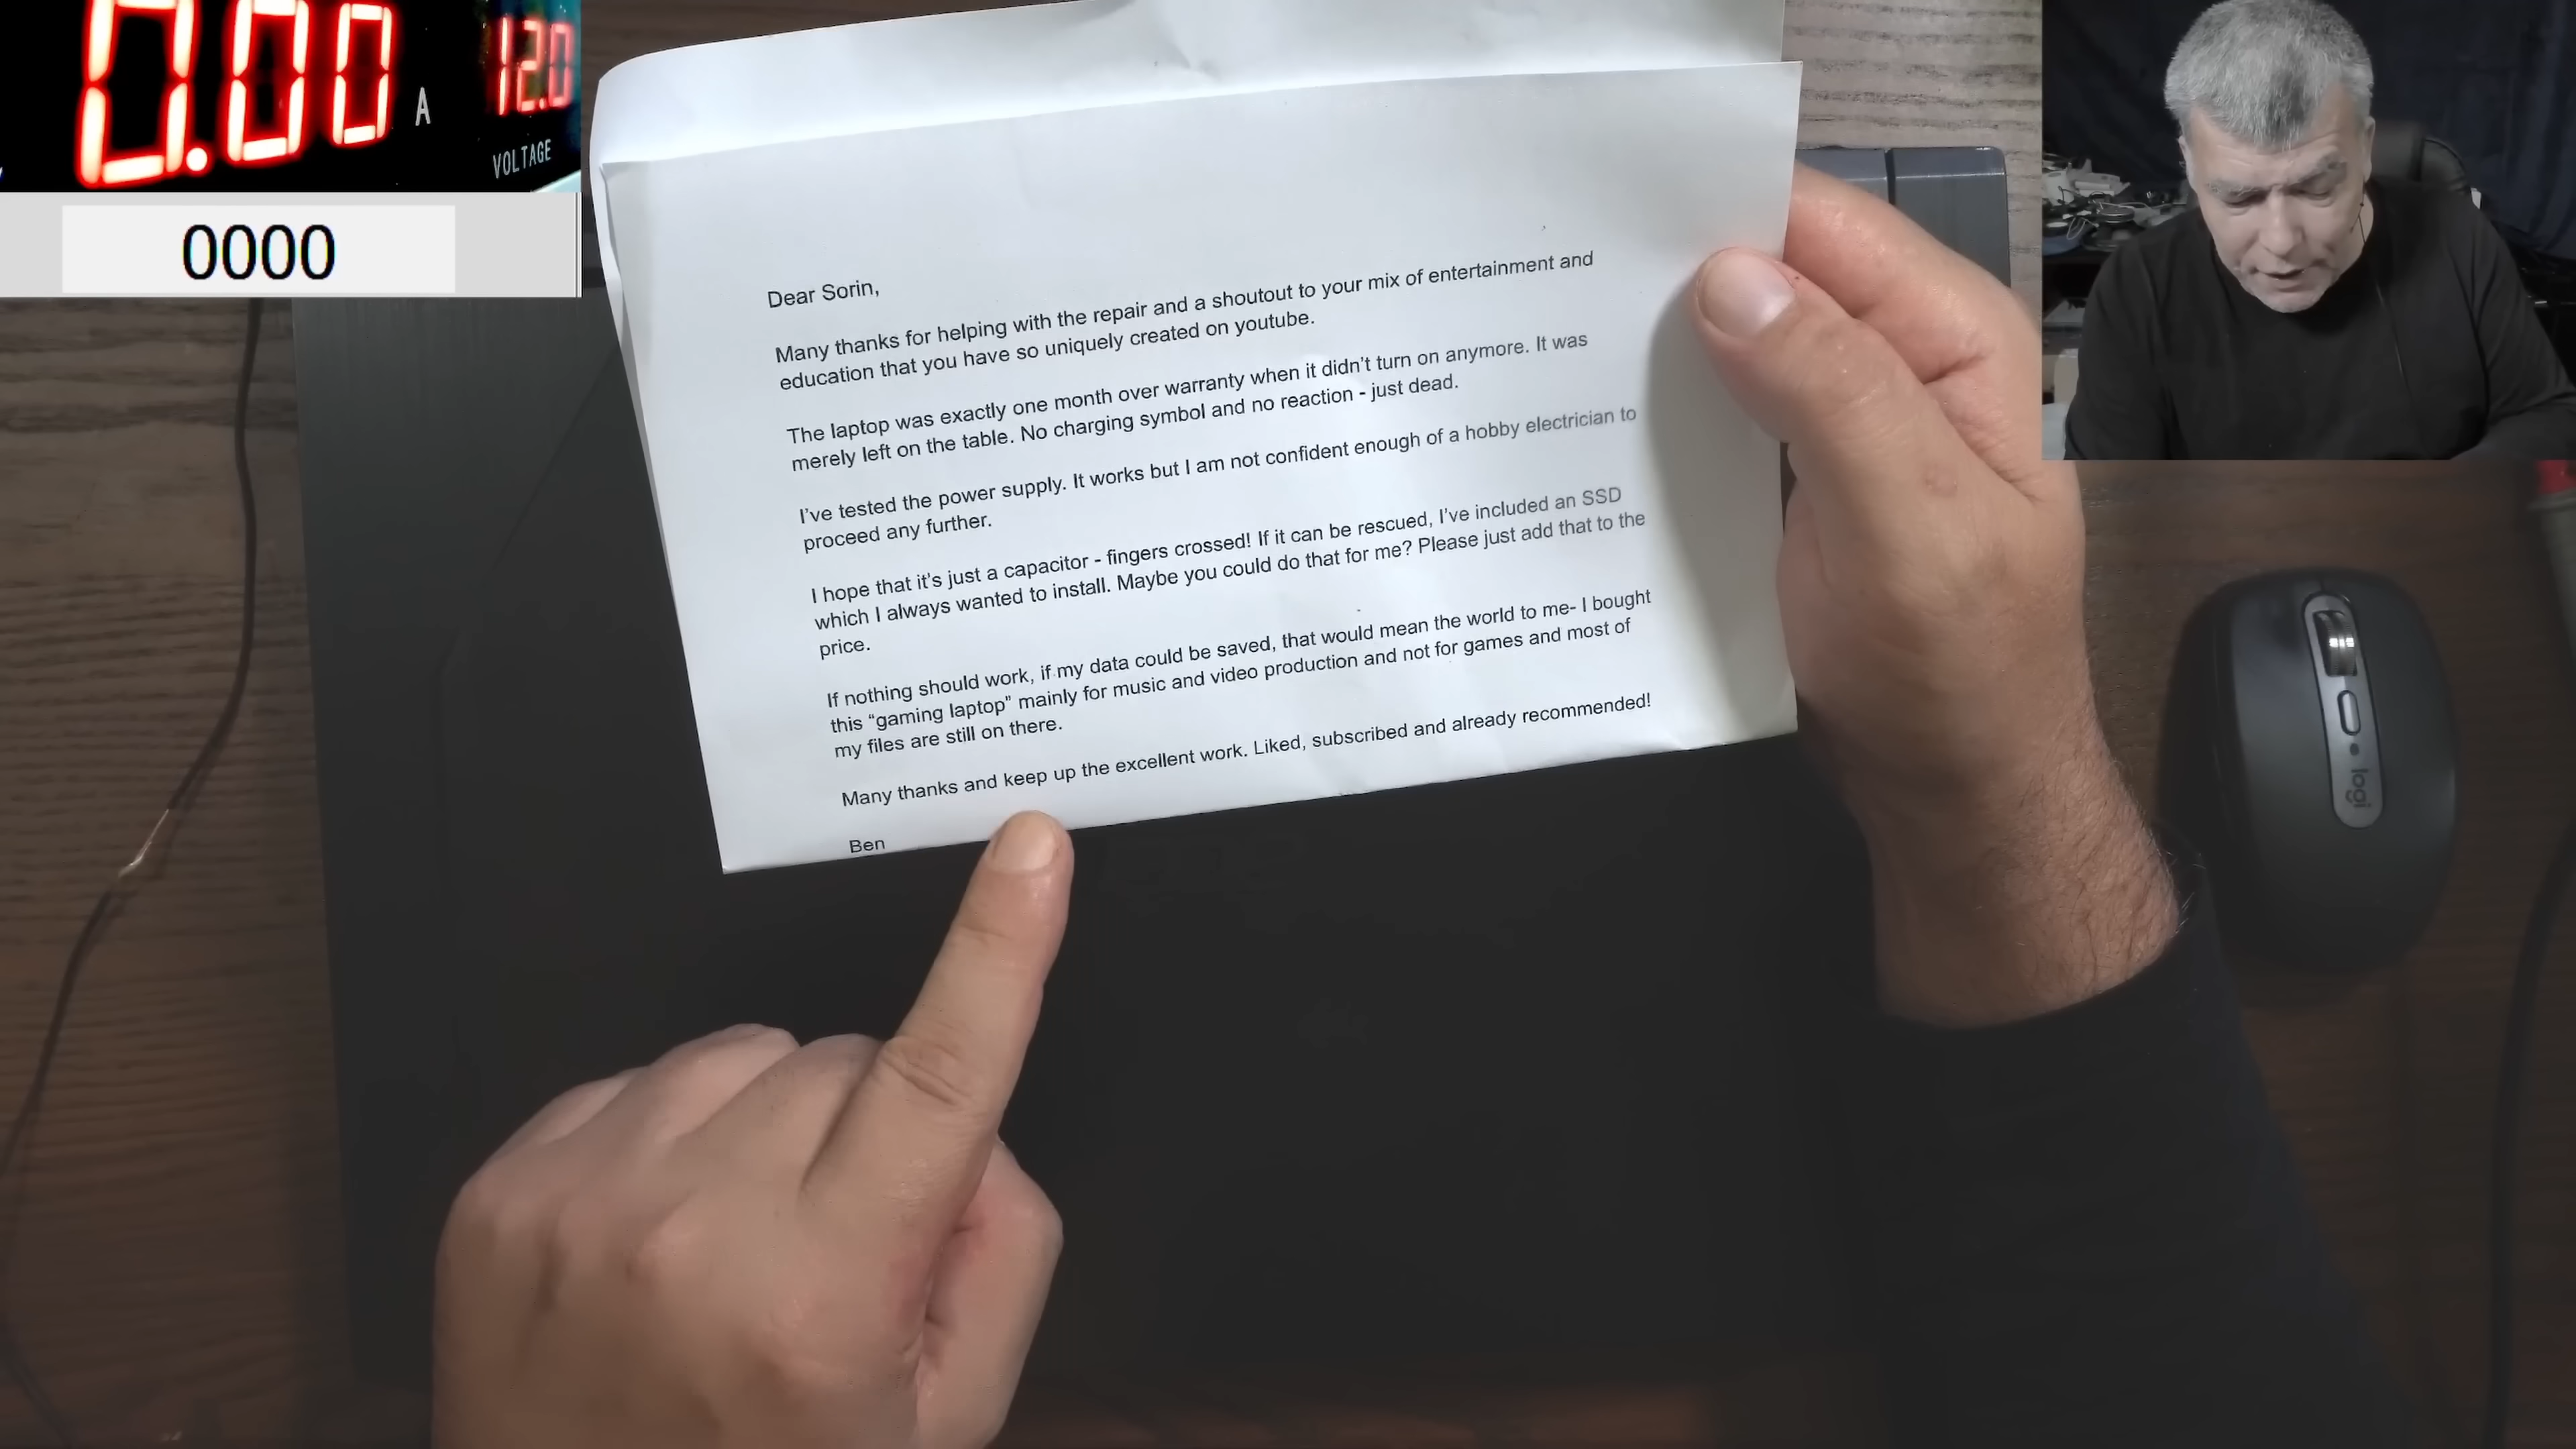 0.00 A
12.0
VOLTAGE
0000
Dear Sorin,
Many thanks for helping with the repair and a shoutout to your mix of entertainment and
education that you have so uniquely created on youtube.
The laptop was exactly one month over warranty when it didn't turn on anymore. It was
merely left on the table. No charging symbol and no reaction - just dead.
I've tested the power supply. It works but I am not confident enough of a hobby electrician to
proceed any further.
I hope that it's just a capacitor - fingers crossed! If it can be rescued, I've included an SSD
which I always wanted to install. Maybe you could do that for me? Please just add that to the
price.
If nothing should work, if my data could be saved, that would mean the world to me- I bought
this “gaming laptop” mainly for music and video production and not for games and most of
my files are still on there.
Many thanks and keep up the excellent work. Liked, subscribed and already recommended!
Ben
logi